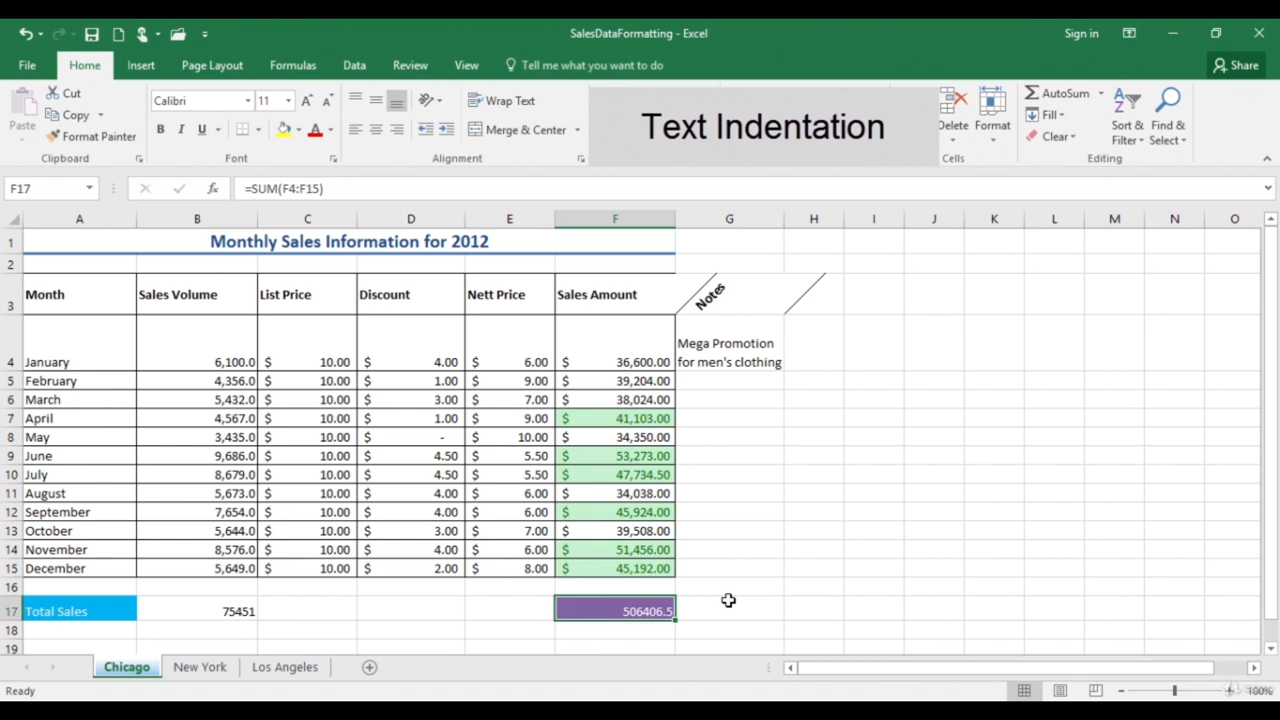 SalesDataFormatting - Excel
Sign in
File Home Insert Page Layout Formulas Data Review View Tell me what you want to do Share
Paste Cut Copy Format Painter Clipboard
Calibri 11 B I U A Font
Wrap Text Merge & Center Alignment
Text Indentation
Delete Format Cells
AutoSum Fill Clear Sort & Filter Find & Select Editing
F17 fx =SUM(F4:F15)
A B C D E F G H I J K L M N O
1 Monthly Sales Information for 2012
2
3 Month Sales Volume List Price Discount Nett Price Sales Amount Notes
4 January 6,100.0 $ 10.00 $ 4.00 $ 6.00 $ 36,600.00 Mega Promotion for men's clothing
5 February 4,356.0 $ 10.00 $ 1.00 $ 9.00 $ 39,204.00
6 March 5,432.0 $ 10.00 $ 3.00 $ 7.00 $ 38,024.00
7 April 4,567.0 $ 10.00 $ 1.00 $ 9.00 $ 41,103.00
8 May 3,435.0 $ 10.00 $ - $ 10.00 $ 34,350.00
9 June 9,686.0 $ 10.00 $ 4.50 $ 5.50 $ 53,273.00
10 July 8,679.0 $ 10.00 $ 4.50 $ 5.50 $ 47,734.50
11 August 5,673.0 $ 10.00 $ 4.00 $ 6.00 $ 34,038.00
12 September 7,654.0 $ 10.00 $ 4.00 $ 6.00 $ 45,924.00
13 October 5,644.0 $ 10.00 $ 3.00 $ 7.00 $ 39,508.00
14 November 8,576.0 $ 10.00 $ 4.00 $ 6.00 $ 51,456.00
15 December 5,649.0 $ 10.00 $ 2.00 $ 8.00 $ 45,192.00
16
17 Total Sales 75451 506406.5
18
19
Chicago New York Los Angeles
Ready 100%